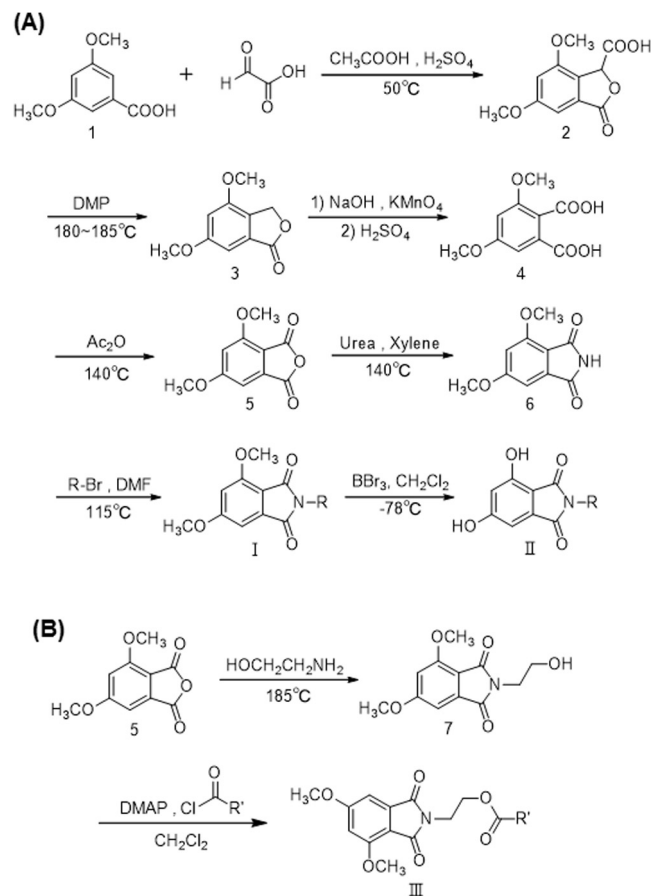 (A)
OCH₃
H₃CO
COOH
1
+
O
H
OH
O
CH₃COOH , H₂SO₄
50°C
OCH₃
COOH
H₃CO
O
O
2
DMP
180~185°C
OCH₃
H₃CO
O
O
3
1) NaOH , KMnO₄
2) H₂SO₄
OCH₃
COOH
H₃CO
COOH
4
Ac₂O
140°C
OCH₃
O
H₃CO
O
O
5
Urea , Xylene
140°C
OCH₃
O
H₃CO
NH
O
6
R-Br , DMF
115°C
OCH₃
O
H₃CO
N-R
O
I
BBr₃, CH₂Cl₂
-78°C
OH
O
HO
N-R
O
II
(B)
OCH₃
O
H₃CO
O
O
5
HOCH₂CH₂NH₂
185°C
OCH₃
O
OH
H₃CO
N
O
7
DMAP , Cl
O
R'
CH₂Cl₂
H₃CO
O
N
O
R'
O
O
OCH₃
III